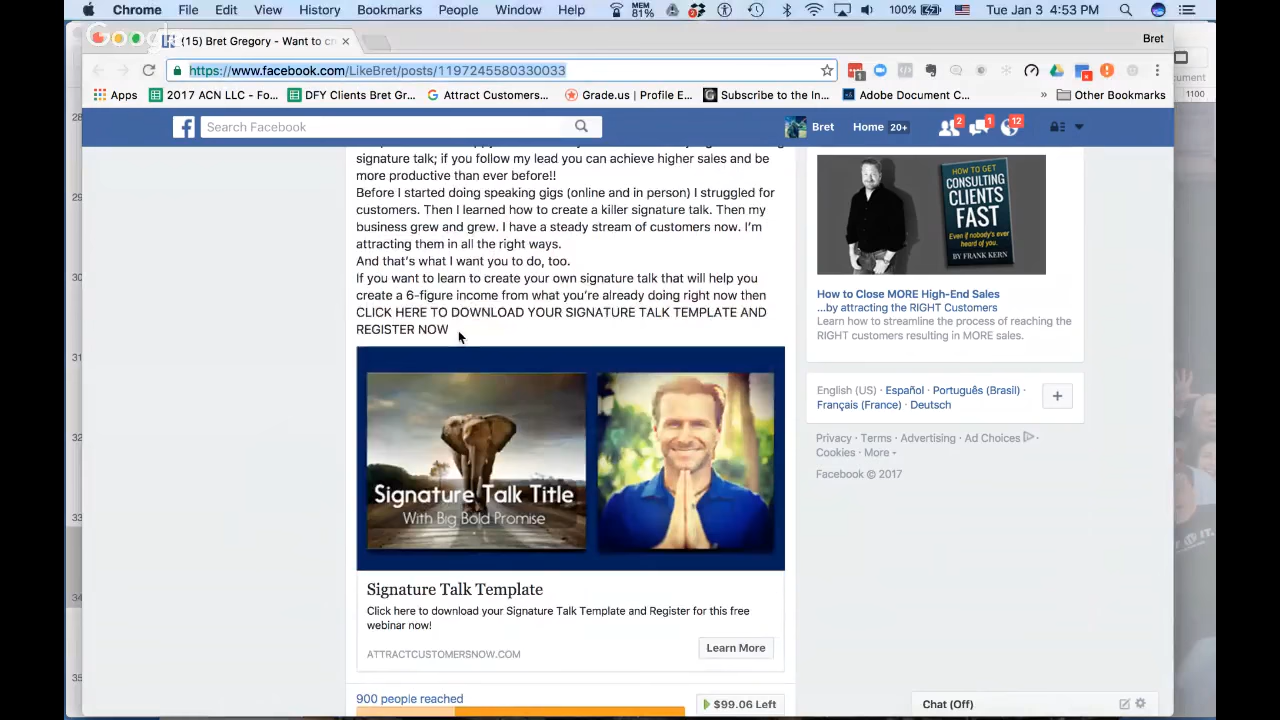 Chrome File Edit View History Bookmarks People Window Help MEM 81% 2 100% Tue Jan 3 4:53 PM
Google
(15) Bret Gregory - Want to cr
Bret
https://www.facebook.com/LikeBret/posts/1197245580330033
Apps 2017 ACN LLC - Fo... DFY Clients Bret Gr... Attract Customers... Grade.us | Profile E... Subscribe to the In... Adobe Document C... » Other Bookmarks
Search Facebook Bret Home 20+ 2 1 12
signature talk; if you follow my lead you can achieve higher sales and be
more productive than ever before!!
Before I started doing speaking gigs (online and in person) I struggled for
customers. Then I learned how to create a killer signature talk. Then my
business grew and grew. I have a steady stream of customers now. I'm
attracting them in all the right ways.
And that's what I want you to do, too.
If you want to learn to create your own signature talk that will help you
create a 6-figure income from what you're already doing right now then
CLICK HERE TO DOWNLOAD YOUR SIGNATURE TALK TEMPLATE AND
REGISTER NOW
Signature Talk Title
With Big Bold Promise
Signature Talk Template
Click here to download your Signature Talk Template and Register for this free
webinar now!
ATTRACTCUSTOMERSNOW.COM
Learn More
900 people reached
$99.06 Left
HOW TO GET
CONSULTING
CLIENTS
FAST
Even if nobody's ever
heard of you.
BY FRANK KERN
How to Close MORE High-End Sales
...by attracting the RIGHT Customers
Learn how to streamline the process of reaching the
RIGHT customers resulting in MORE sales.
English (US) · Español · Português (Brasil) ·
Français (France) · Deutsch
Privacy · Terms · Advertising · Ad Choices ·
Cookies · More
Facebook © 2017
Chat (Off)
1100